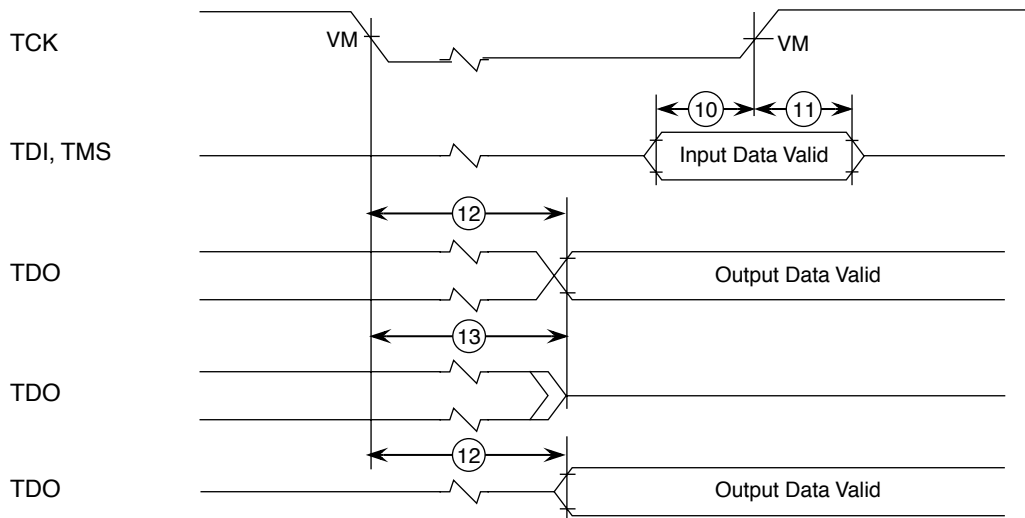 TCK
VM
VM
10
11
TDI, TMS
Input Data Valid
12
TDO
Output Data Valid
13
TDO
12
TDO
Output Data Valid